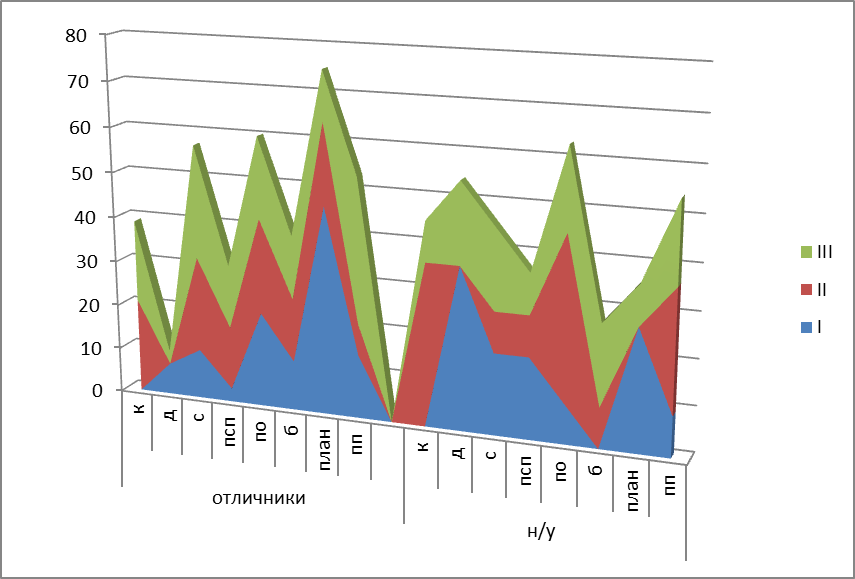 80
70
60
50
40
30
20
10
0
III
II
I
к
д
с
псп
по
б
план
пп
к
д
с
псп
по
б
план
пп
отличники
н/у